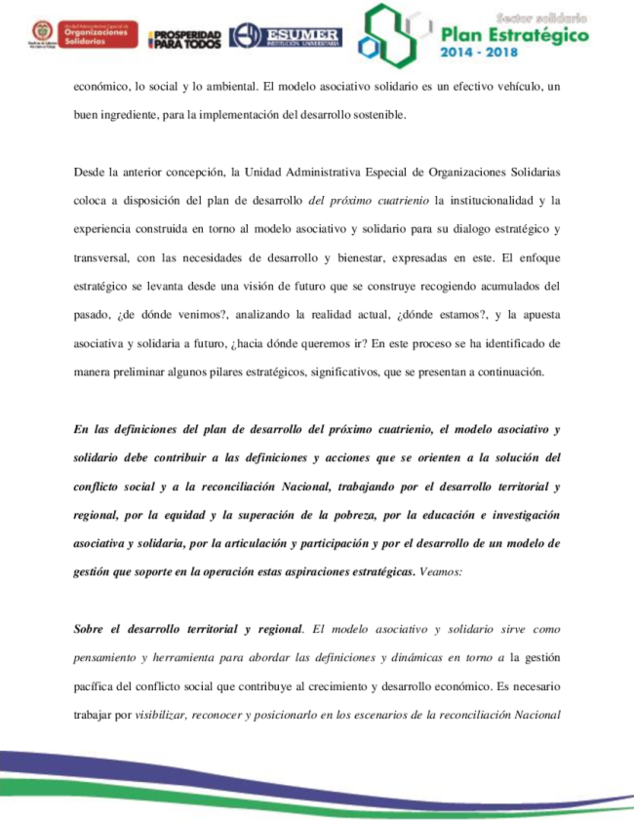 Unidad Administrativa Especial de
Organizaciones
Solidarias
PROSPERIDAD
PARA TODOS
ESUMER
INSTITUCIÓN UNIVERSITARIA
Sector solidario
Plan Estratégico
2014 - 2018
económico, lo social y lo ambiental. El modelo asociativo solidario es un efectivo vehículo, un
buen ingrediente, para la implementación del desarrollo sostenible.
Desde la anterior concepción, la Unidad Administrativa Especial de Organizaciones Solidarias
coloca a disposición del plan de desarrollo del próximo cuatrienio la institucionalidad y la
experiencia construida en torno al modelo asociativo y solidario para su dialogo estratégico y
transversal, con las necesidades de desarrollo y bienestar, expresadas en este. El enfoque
estratégico se levanta desde una visión de futuro que se construye recogiendo acumulados del
pasado, ¿de dónde venimos?, analizando la realidad actual, ¿dónde estamos?, y la apuesta
asociativa y solidaria a futuro, ¿hacia dónde queremos ir? En este proceso se ha identificado de
manera preliminar algunos pilares estratégicos, significativos, que se presentan a continuación.
En las definiciones del plan de desarrollo del próximo cuatrienio, el modelo asociativo y
solidario debe contribuir a las definiciones y acciones que se orienten a la solución del
conflicto social y a la reconciliación Nacional, trabajando por el desarrollo territorial y
regional, por la equidad y la superación de la pobreza, por la educación e investigación
asociativa y solidaria, por la articulación y participación y por el desarrollo de un modelo de
gestión que soporte en la operación estas aspiraciones estratégicas. Veamos:
Sobre el desarrollo territorial y regional. El modelo asociativo y solidario sirve como
pensamiento y herramienta para abordar las definiciones y dinámicas en torno a la gestión
pacífica del conflicto social que contribuye al crecimiento y desarrollo económico. Es necesario
trabajar por visibilizar, reconocer y posicionarlo en los escenarios de la reconciliación Nacional